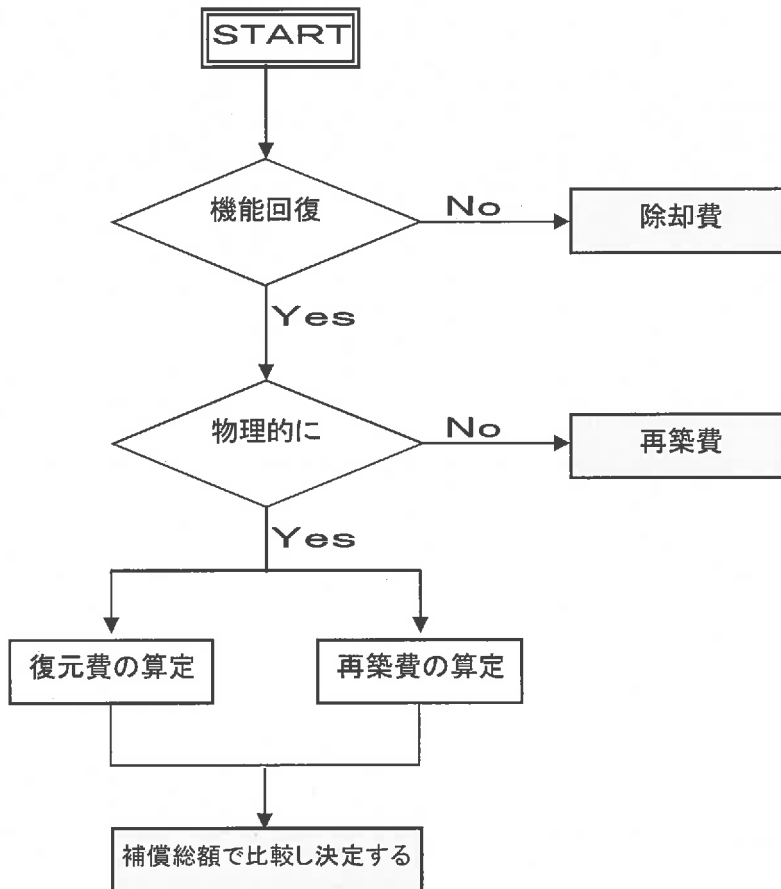 START
機能回復
No
除却費
Yes
物理的に
No
再築費
Yes
復元費の算定
再築費の算定
補償総額で比較し決定する